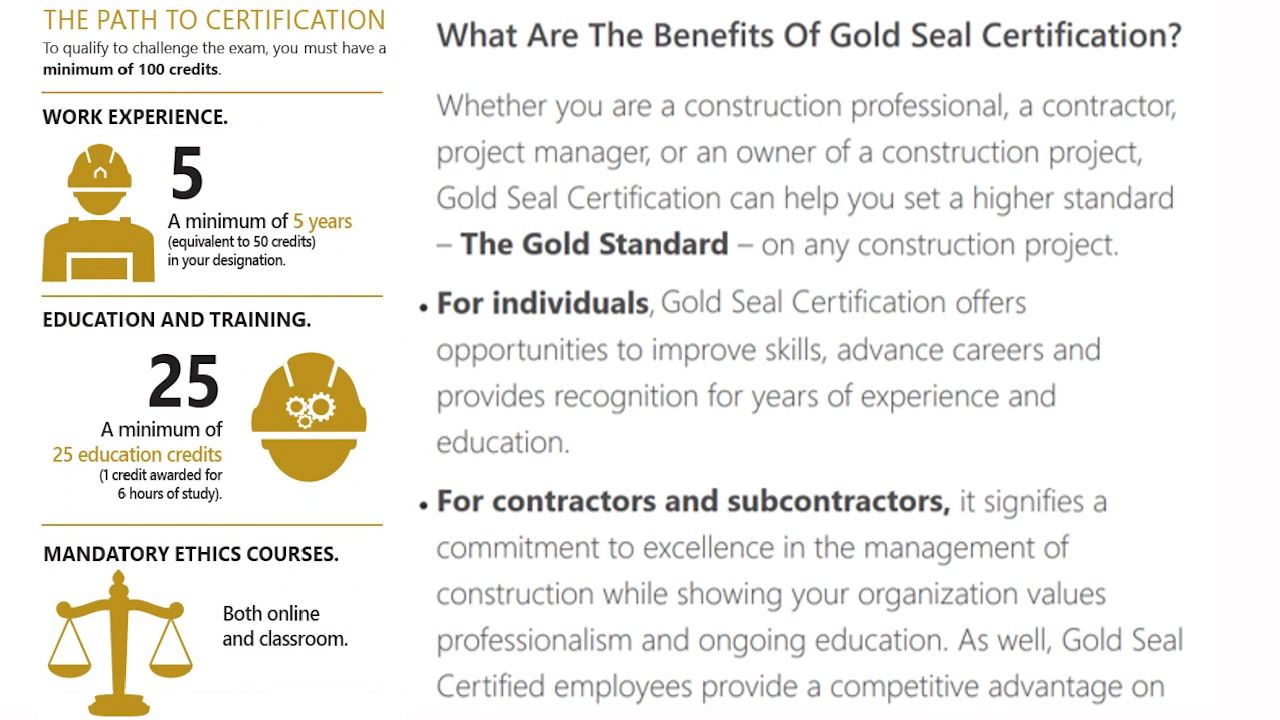 THE PATH TO CERTIFICATION
To qualify to challenge the exam, you must have a
minimum of 100 credits.
WORK EXPERIENCE.
5
A minimum of 5 years
(equivalent to 50 credits)
in your designation.
EDUCATION AND TRAINING.
25
A minimum of
25 education credits
(1 credit awarded for
6 hours of study).
MANDATORY ETHICS COURSES.
Both online
and classroom.
What Are The Benefits Of Gold Seal Certification?
Whether you are a construction professional, a contractor,
project manager, or an owner of a construction project,
Gold Seal Certification can help you set a higher standard
– The Gold Standard – on any construction project.
• For individuals, Gold Seal Certification offers
opportunities to improve skills, advance careers and
provides recognition for years of experience and
education.
• For contractors and subcontractors, it signifies a
commitment to excellence in the management of
construction while showing your organization values
professionalism and ongoing education. As well, Gold Seal
Certified employees provide a competitive advantage on